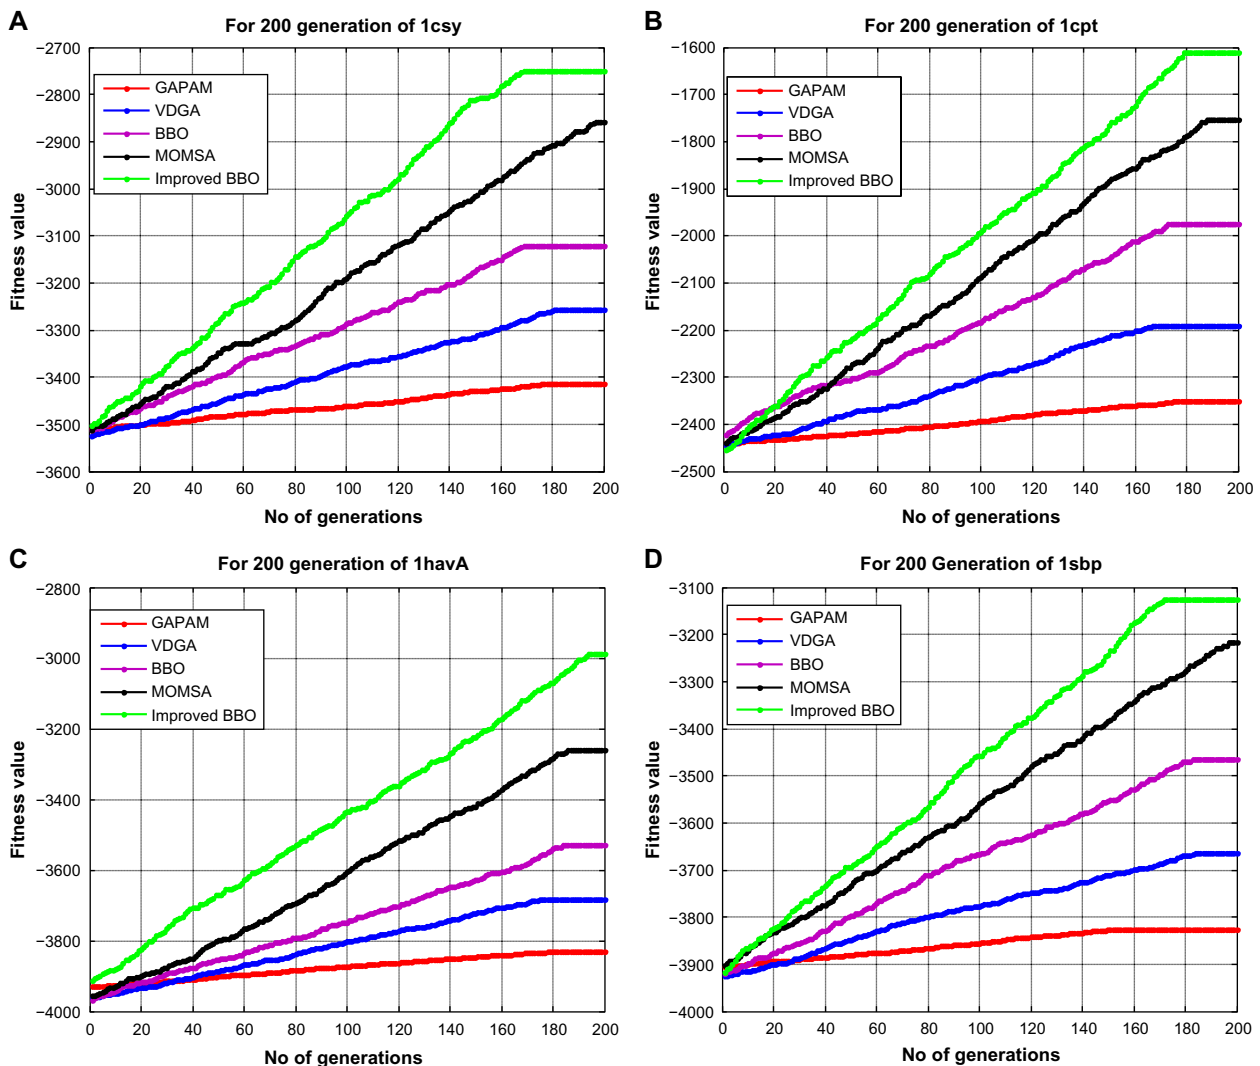 A
For 200 generation of 1csy
Fitness value
−2700
−2800
−2900
−3000
−3100
−3200
−3300
−3400
−3500
−3600
GAPAM
VDGA
BBO
MOMSA
Improved BBO
0 20 40 60 80 100 120 140 160 180 200
No of generations
B
For 200 generation of 1cpt
Fitness value
−1600
−1700
−1800
−1900
−2000
−2100
−2200
−2300
−2400
−2500
GAPAM
VDGA
BBO
MOMSA
Improved BBO
0 20 40 60 80 100 120 140 160 180 200
No of generations
C
For 200 generation of 1havA
Fitness value
−2800
−3000
−3200
−3400
−3600
−3800
−4000
GAPAM
VDGA
BBO
MOMSA
Improved BBO
0 20 40 60 80 100 120 140 160 180 200
No of generations
D
For 200 Generation of 1sbp
Fitness value
−3100
−3200
−3300
−3400
−3500
−3600
−3700
−3800
−3900
−4000
GAPAM
VDGA
BBO
MOMSA
Improved BBO
0 20 40 60 80 100 120 140 160 180 200
No of generations